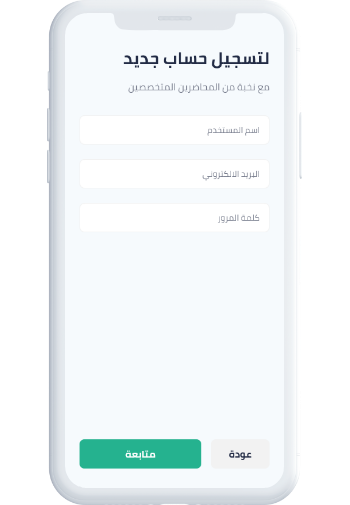 لتسجيل حساب جديد
مع نخبة من المحاضرين المتخصصين
اسم المستخدم
البريد الالكتروني
كلمة المرور
عودة
متابعة